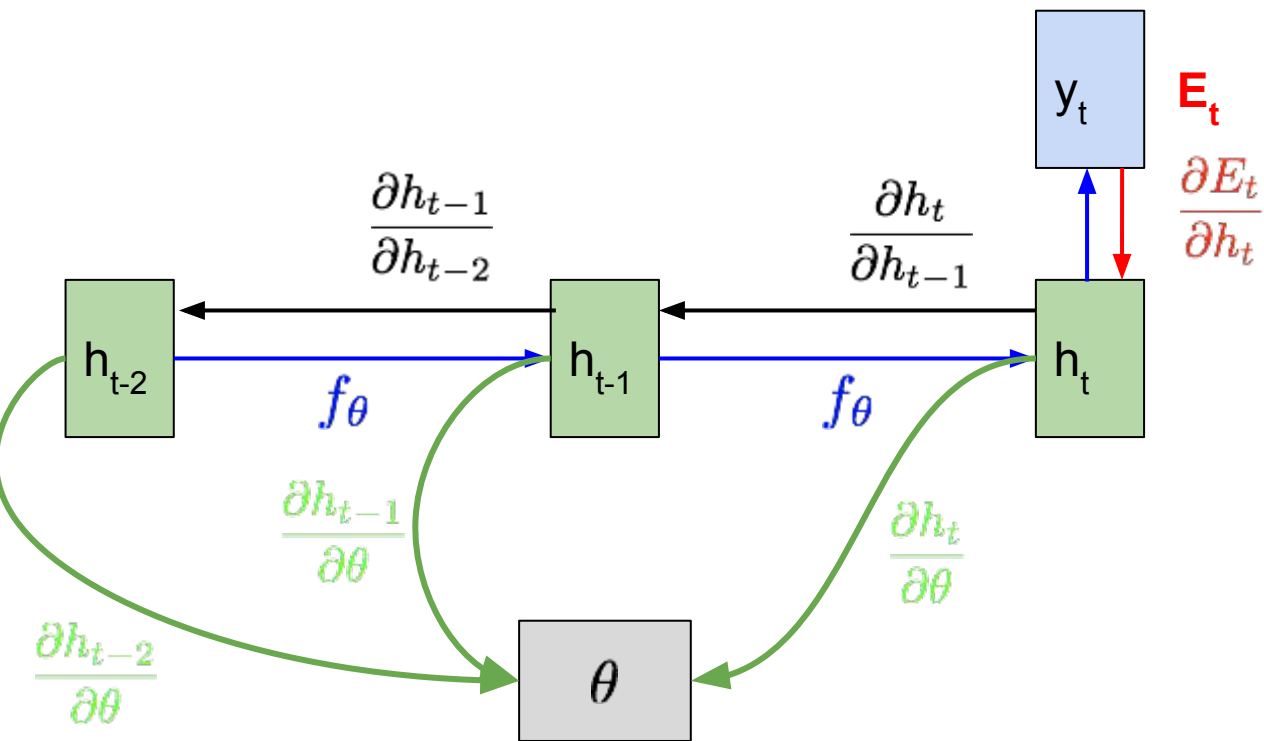 y_t
E_t
∂E_t/∂h_t
∂h_{t-1}/∂h_{t-2}
∂h_t/∂h_{t-1}
h_{t-2}
h_{t-1}
h_t
f_θ
f_θ
∂h_{t-1}/∂θ
∂h_t/∂θ
∂h_{t-2}/∂θ
θ